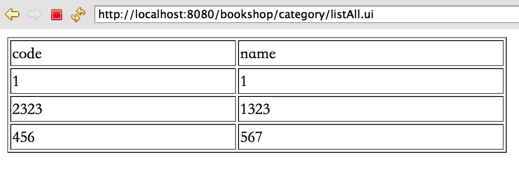 http://localhost:8080/bookshop/category/listAll.ui
code name
1 1
2323 1323
456 567